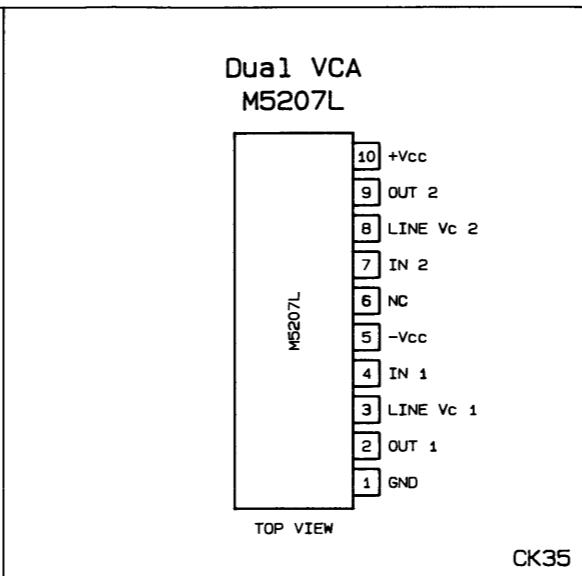 Dual VCA
M5207L
10 +Vcc
9 OUT 2
8 LINE Vc 2
7 IN 2
6 NC
M5207L
5 -Vcc
4 IN 1
3 LINE Vc 1
2 OUT 1
1 GND
TOP VIEW
CK35